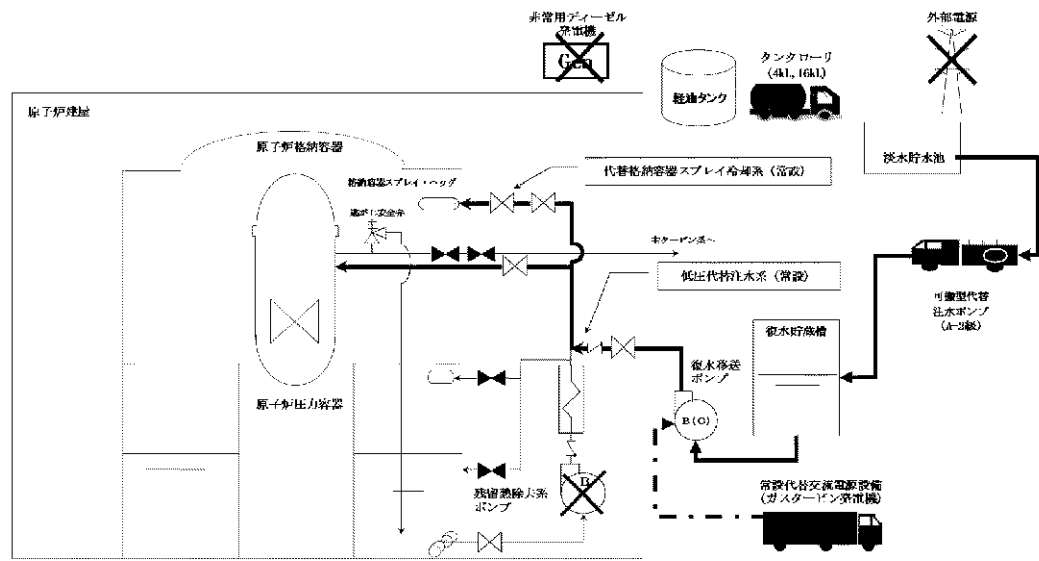 非常用ディーゼル
発電機
Gen
外部電源
タンクローリ
(4kL, 16kL)
軽油タンク
原子炉建屋
淡水貯水池
原子炉格納容器
代替格納容器スプレイ冷却系（常設）
格納容器スプレイ・ヘッダ
逃がし安全弁
主タービン系へ
低圧代替注水系（常設）
可搬型代替
注水ポンプ
(A-2級)
復水貯蔵槽
復水移送
ポンプ
原子炉圧力容器
B(C)
残留熱除去系
ポンプ
B
常設代替交流電源設備
(ガスタービン発電機)